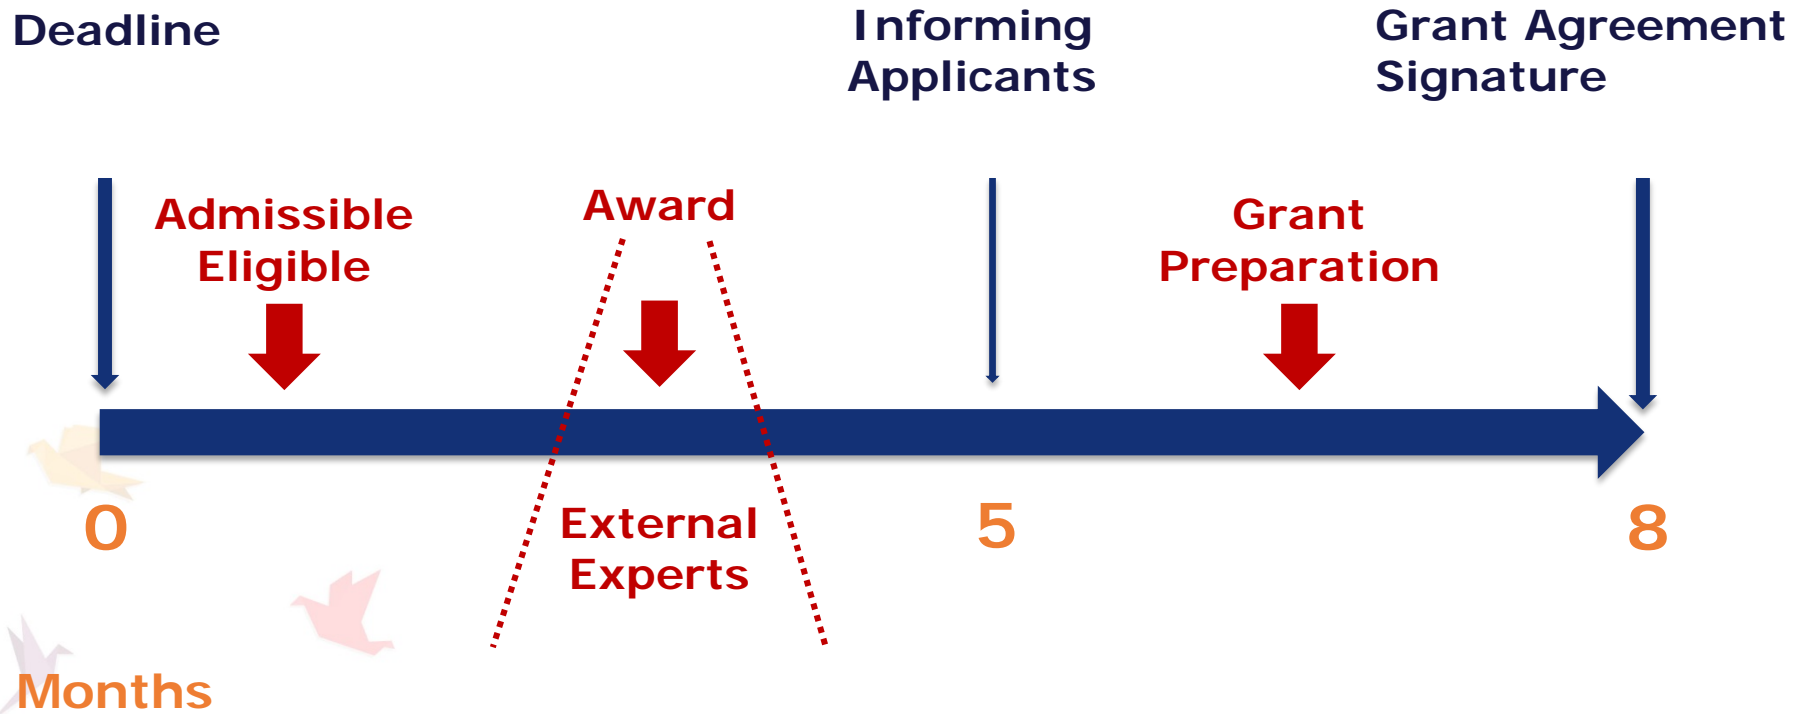 Deadline
Informing
Applicants
Grant Agreement
Signature
Admissible
Eligible
Award
Grant
Preparation
0
External
Experts
5
8
Months